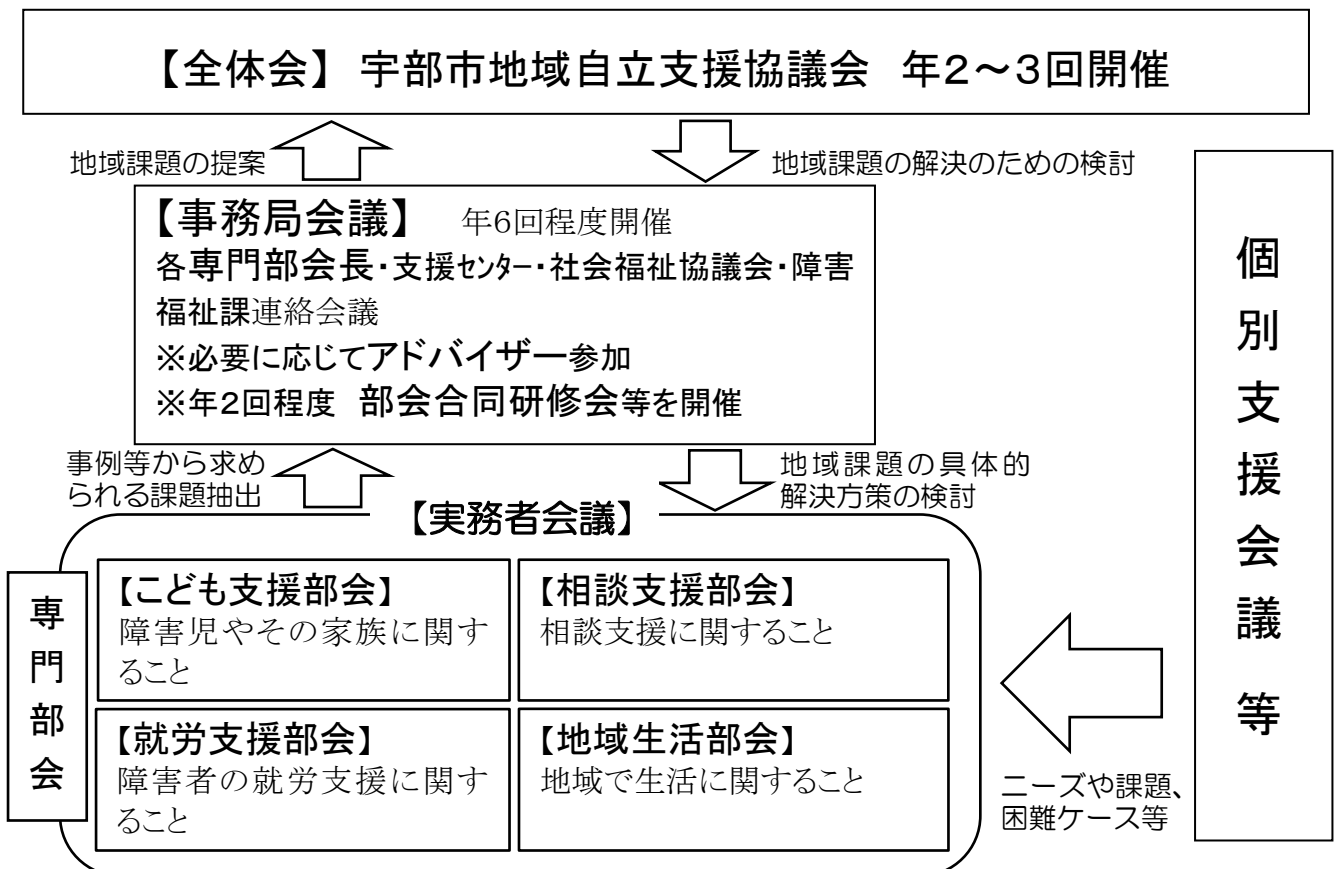 【全体会】 宇部市地域自立支援協議会 年2~3回開催
地域課題の提案
地域課題の解決のための検討
【事務局会議】 年6回程度開催
各専門部会長・支援センター・社会福祉協議会・障害
福祉課連絡会議
※必要に応じてアドバイザー参加
※年2回程度 部会合同研修会等を開催
事例等から求め
られる課題抽出
地域課題の具体的
解決方策の検討
【実務者会議】
専門部会
【こども支援部会】
障害児やその家族に関す
ること
【相談支援部会】
相談支援に関すること
【就労支援部会】
障害者の就労支援に関す
ること
【地域生活部会】
地域で生活に関すること
ニーズや課題、
困難ケース等
個別支援会議 等